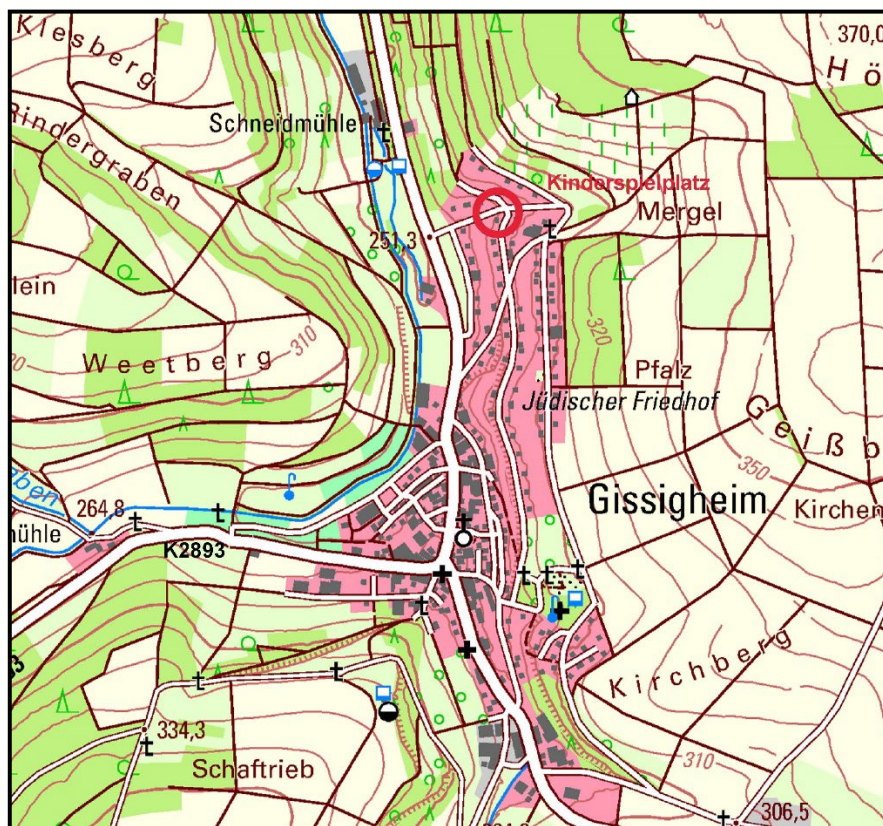 Klesberg
370,0
Hö
Schneidmühle
Rindergraben
Kinderspielplatz
Mergel
251,3
lein
310
320
Weetberg
Pfalz
Jüdischer Friedhof
Geißb
350
264,8
Gissigheim
Kirchen
ühle
K2893
Kirchberg
334,3
310
Schaftrieb
306,5